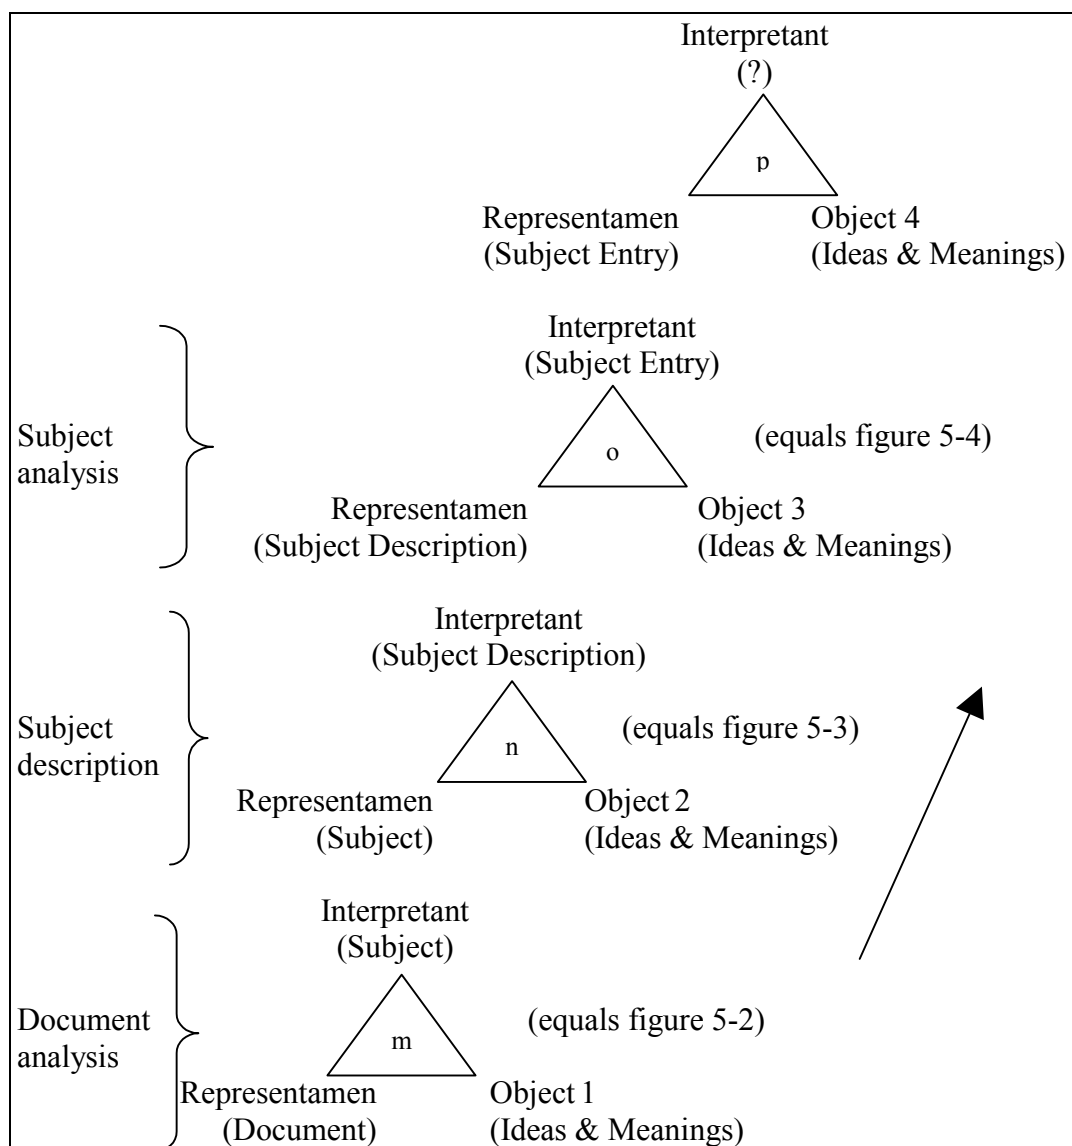 Interpretant
(?)
p
Representamen
(Subject Entry)
Object 4
(Ideas & Meanings)
Interpretant
(Subject Entry)
Subject
analysis
o
(equals figure 5-4)
Representamen
(Subject Description)
Object 3
(Ideas & Meanings)
Interpretant
(Subject Description)
Subject
description
n
(equals figure 5-3)
Representamen
(Subject)
Object 2
(Ideas & Meanings)
Interpretant
(Subject)
Document
analysis
m
(equals figure 5-2)
Representamen
(Document)
Object 1
(Ideas & Meanings)